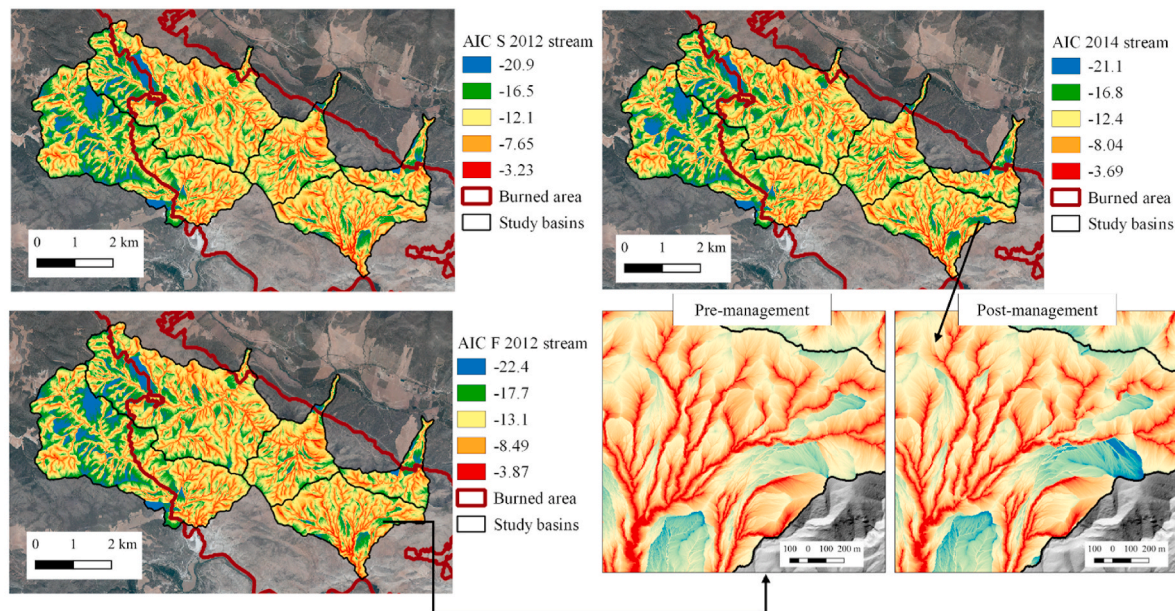 AIC S 2012 stream
-20.9
-16.5
-12.1
-7.65
-3.23
Burned area
Study basins
0 1 2 km
AIC 2014 stream
-21.1
-16.8
-12.4
-8.04
-3.69
Burned area
Study basins
0 1 2 km
AIC F 2012 stream
-22.4
-17.7
-13.1
-8.49
-3.87
Burned area
Study basins
0 1 2 km
Pre-management
100 0 100 200 m
Post-management
100 0 100 200 m